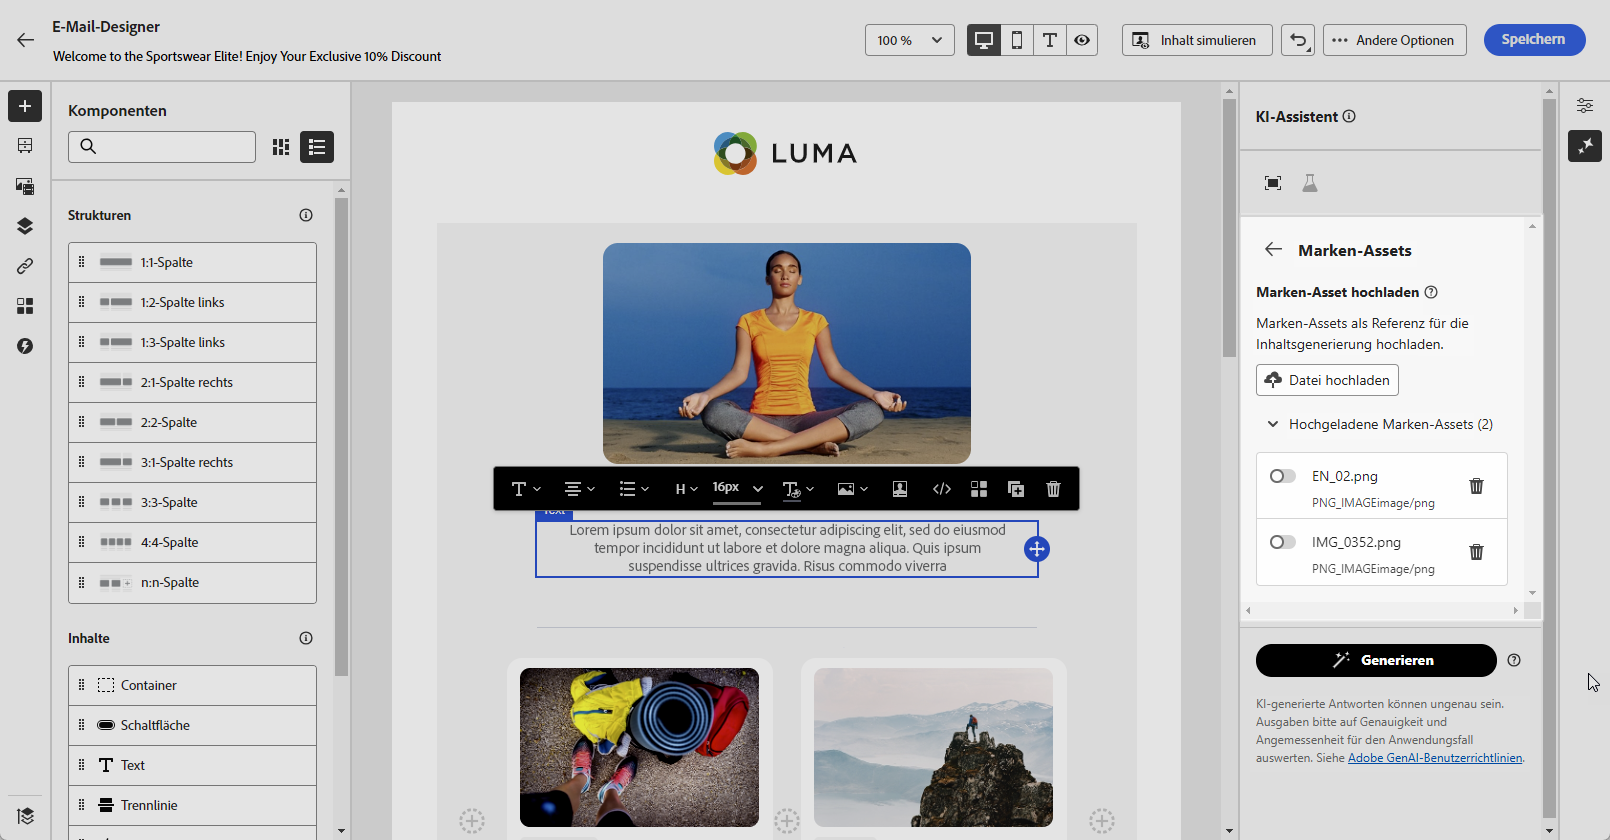 E-Mail-Designer
Welcome to the Sportswear Elite! Enjoy Your Exclusive 10% Discount
100 %
Inhalt simulieren
Andere Optionen
Speichern
Komponenten
Strukturen
1:1-Spalte
1:2-Spalte links
1:3-Spalte links
2:1-Spalte rechts
2:2-Spalte
3:1-Spalte rechts
3:3-Spalte
4:4-Spalte
n:n-Spalte
Inhalte
Container
Schaltfläche
Text
Trennlinie
LUMA
H
16px
Text
Lorem ipsum dolor sit amet, consectetur adipiscing elit, sed do eiusmod
tempor incididunt ut labore et dolore magna aliqua. Quis ipsum
suspendisse ultrices gravida. Risus commodo viverra
KI-Assistent
Marken-Assets
Marken-Asset hochladen
Marken-Assets als Referenz für die
Inhaltsgenerierung hochladen.
Datei hochladen
Hochgeladene Marken-Assets (2)
EN_02.png
PNG_IMAGEimage/png
IMG_0352.png
PNG_IMAGEimage/png
Generieren
KI-generierte Antworten können ungenau sein.
Ausgaben bitte auf Genauigkeit und
Angemessenheit für den Anwendungsfall
auswerten. Siehe Adobe GenAI-Benutzerrichtlinien.